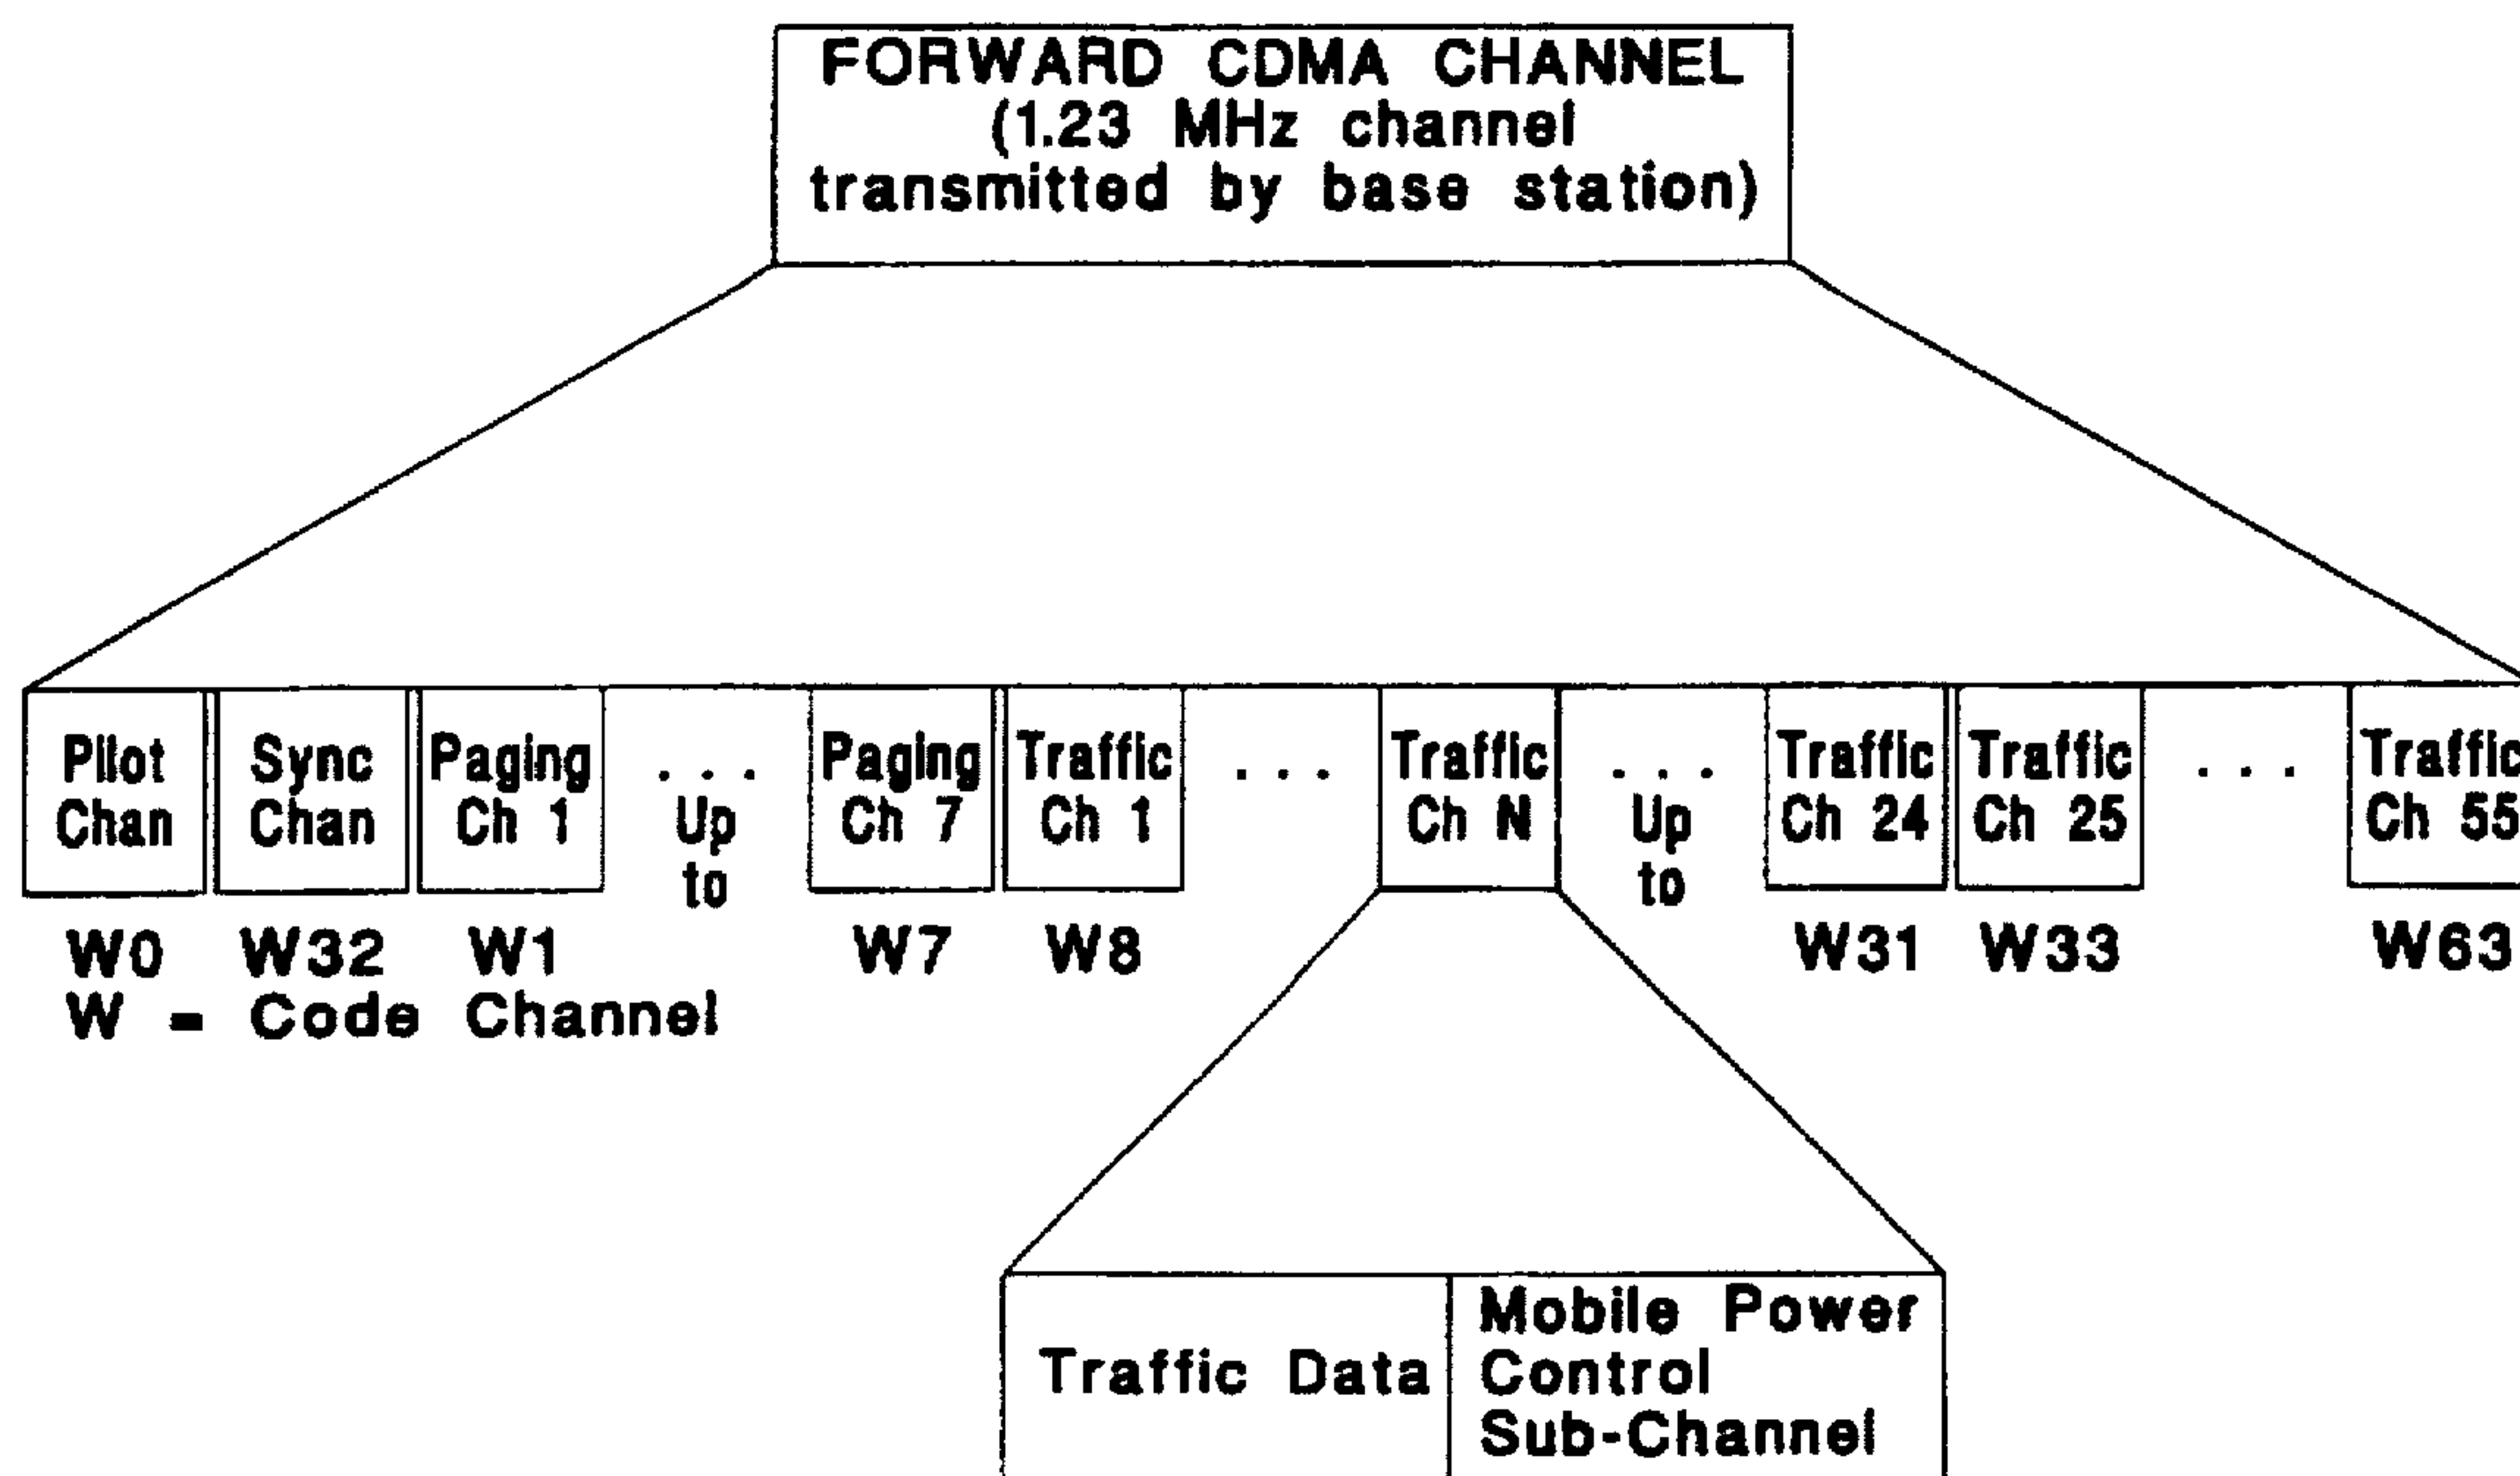 FORWARD CDMA CHANNEL
(1.23 MHz channel
transmitted by base station)
Pilot
Chan
Sync
Chan
Paging
Ch 1
. . .
Up
to
Paging
Ch 7
Traffic
Ch 1
. . .
Traffic
Ch N
. . .
Up
to
Traffic
Ch 24
Traffic
Ch 25
. . .
Traffic
Ch 55
W0 W32 W1 W7 W8 W31 W33 W63
W - Code Channel
Traffic Data
Mobile Power
Control
Sub-Channel